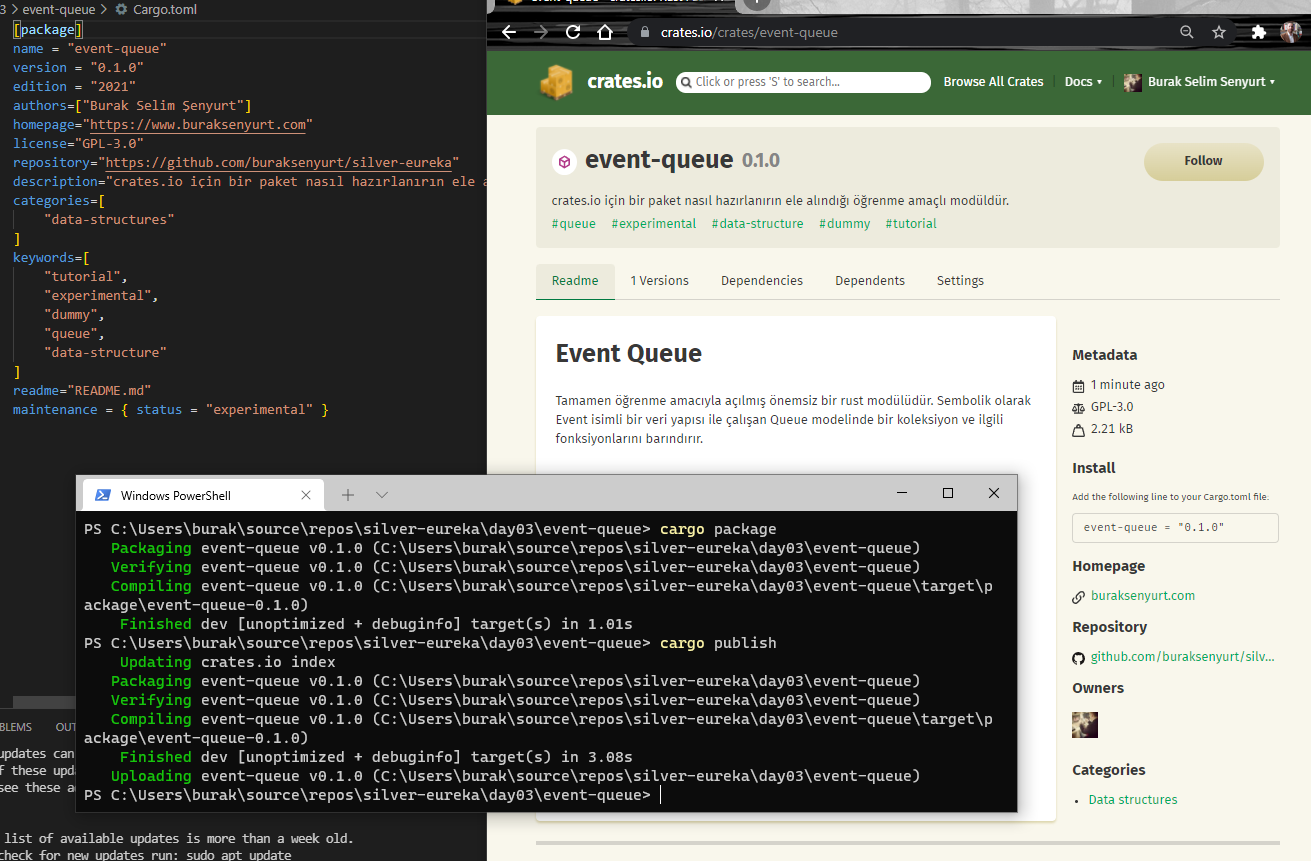 3 > event-queue > Cargo.toml
[package]
name = "event-queue"
version = "0.1.0"
edition = "2021"
authors=["Burak Selim Şenyurt"]
homepage="https://www.buraksenyurt.com"
license="GPL-3.0"
repository="https://github.com/buraksenyurt/silver-eureka"
description="crates.io için bir paket nasıl hazırlanırın ele a
categories=[
"data-structures"
]
keywords=[
"tutorial",
"experimental",
"dummy",
"queue",
"data-structure"
]
readme="README.md"
maintenance = { status = "experimental" }
BLEMS OUT
updates can
f these upda
see these a
list of available updates is more than a week old.
check for new updates run: sudo apt update
crates.io/crates/event-queue
crates.io
Click or press 'S' to search...
Browse All Crates
Docs
Burak Selim Senyurt
event-queue 0.1.0
Follow
crates.io için bir paket nasıl hazırlanırın ele alındığı öğrenme amaçlı modüldür.
#queue #experimental #data-structure #dummy #tutorial
Readme 1 Versions Dependencies Dependents Settings
Event Queue
Tamamen öğrenme amacıyla açılmış önemsiz bir rust modülüdür. Sembolik olarak
Event isimli bir veri yapısı ile çalışan Queue modelinde bir koleksiyon ve ilgili
fonksiyonlarını barındırır.
Metadata
1 minute ago
GPL-3.0
2.21 kB
Install
Add the following line to your Cargo.toml file:
event-queue = "0.1.0"
Homepage
buraksenyurt.com
Repository
github.com/buraksenyurt/silv...
Owners
Categories
Data structures
Windows PowerShell
PS C:\Users\burak\source\repos\silver-eureka\day03\event-queue> cargo package
Packaging event-queue v0.1.0 (C:\Users\burak\source\repos\silver-eureka\day03\event-queue)
Verifying event-queue v0.1.0 (C:\Users\burak\source\repos\silver-eureka\day03\event-queue)
Compiling event-queue v0.1.0 (C:\Users\burak\source\repos\silver-eureka\day03\event-queue\target\p
ackage\event-queue-0.1.0)
Finished dev [unoptimized + debuginfo] target(s) in 1.01s
PS C:\Users\burak\source\repos\silver-eureka\day03\event-queue> cargo publish
Updating crates.io index
Packaging event-queue v0.1.0 (C:\Users\burak\source\repos\silver-eureka\day03\event-queue)
Verifying event-queue v0.1.0 (C:\Users\burak\source\repos\silver-eureka\day03\event-queue)
Compiling event-queue v0.1.0 (C:\Users\burak\source\repos\silver-eureka\day03\event-queue\target\p
ackage\event-queue-0.1.0)
Finished dev [unoptimized + debuginfo] target(s) in 3.08s
Uploading event-queue v0.1.0 (C:\Users\burak\source\repos\silver-eureka\day03\event-queue)
PS C:\Users\burak\source\repos\silver-eureka\day03\event-queue>